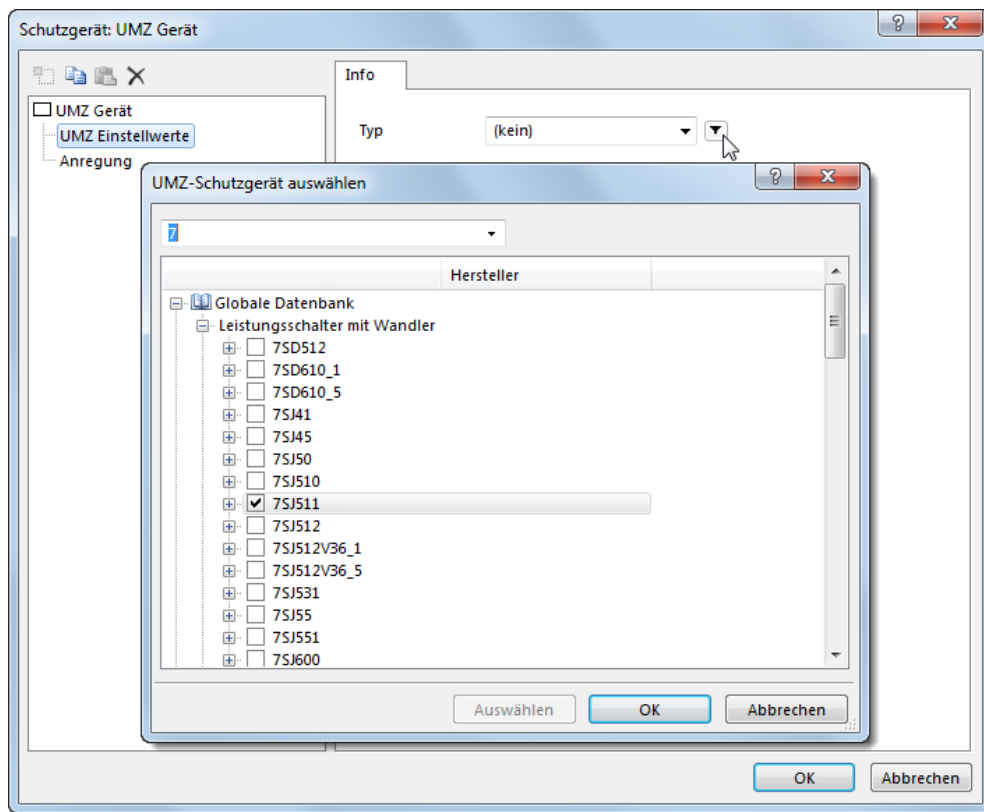 Schutzgerät: UMZ Gerät
Info
UMZ Gerät
UMZ Einstellwerte
Anregung
Typ (kein)
UMZ-Schutzgerät auswählen
7
Hersteller
Globale Datenbank
Leistungsschalter mit Wandler
7SD512
7SD610_1
7SD610_5
7SJ41
7SJ45
7SJ50
7SJ510
7SJ511
7SJ512
7SJ512V36_1
7SJ512V36_5
7SJ531
7SJ55
7SJ551
7SJ600
Auswählen OK Abbrechen
OK Abbrechen